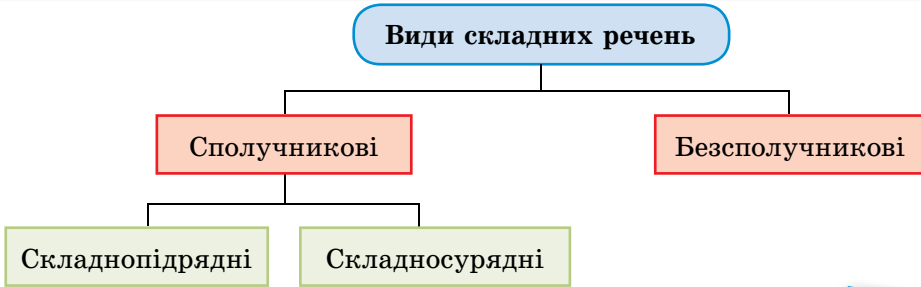 Види складних речень
Сполучникові
Безсполучникові
Складнопідрядні
Складносурядні